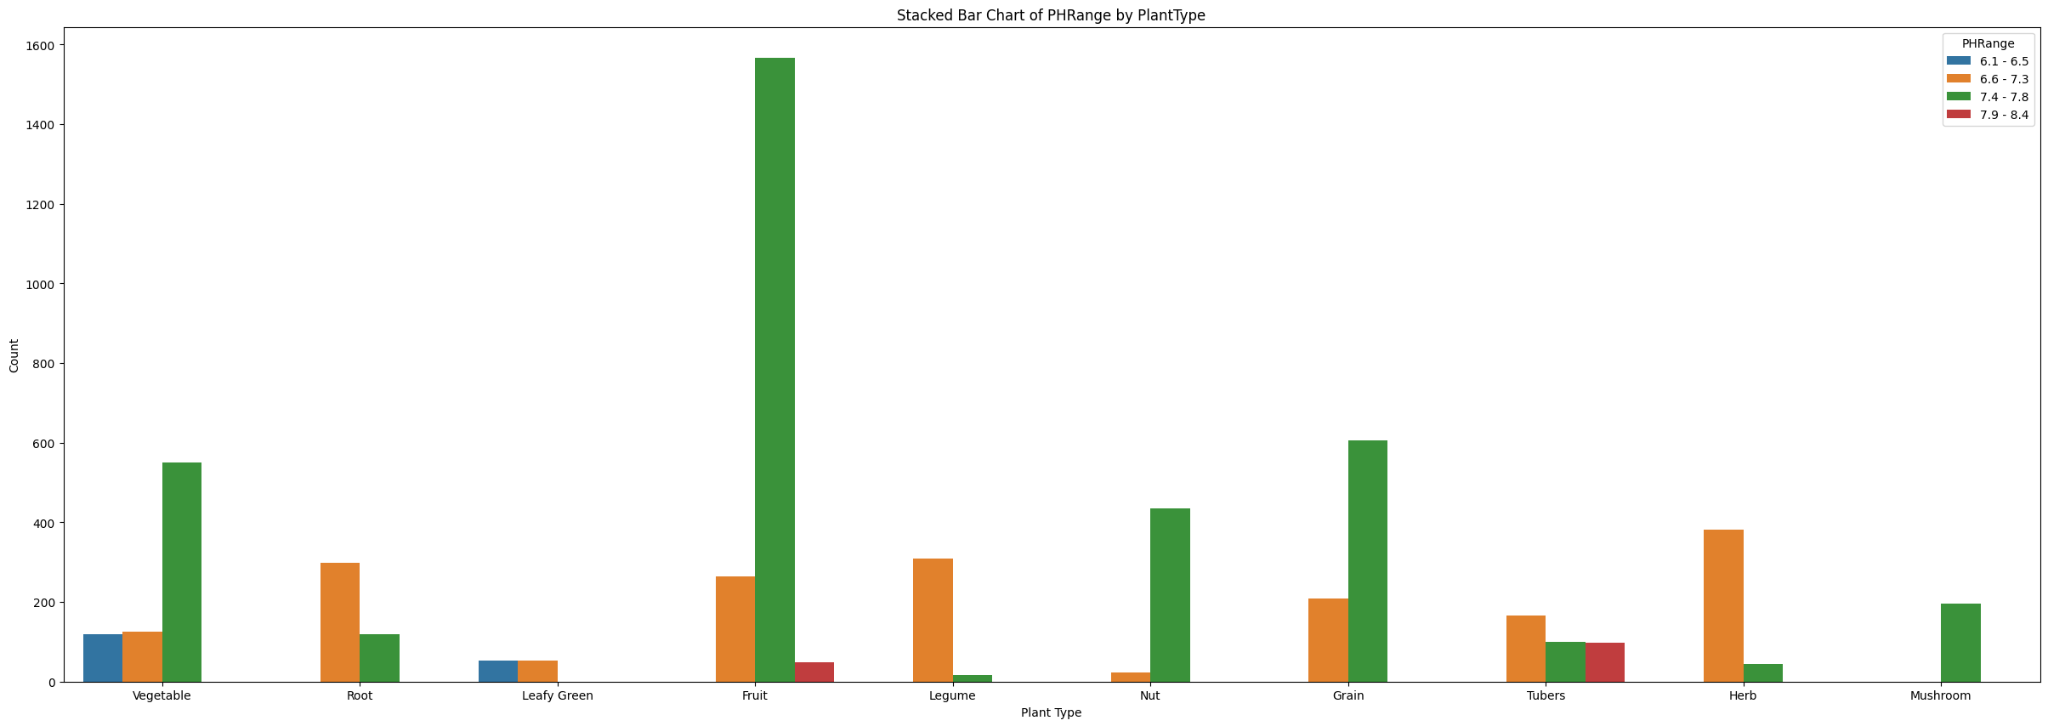 Stacked Bar Chart of PHRange by PlantType
PHRange
6.1 - 6.5
6.6 - 7.3
7.4 - 7.8
7.9 - 8.4
Count
1600
1400
1200
1000
800
600
400
200
0
Vegetable Root Leafy Green Fruit Legume Nut Grain Tubers Herb Mushroom
Plant Type